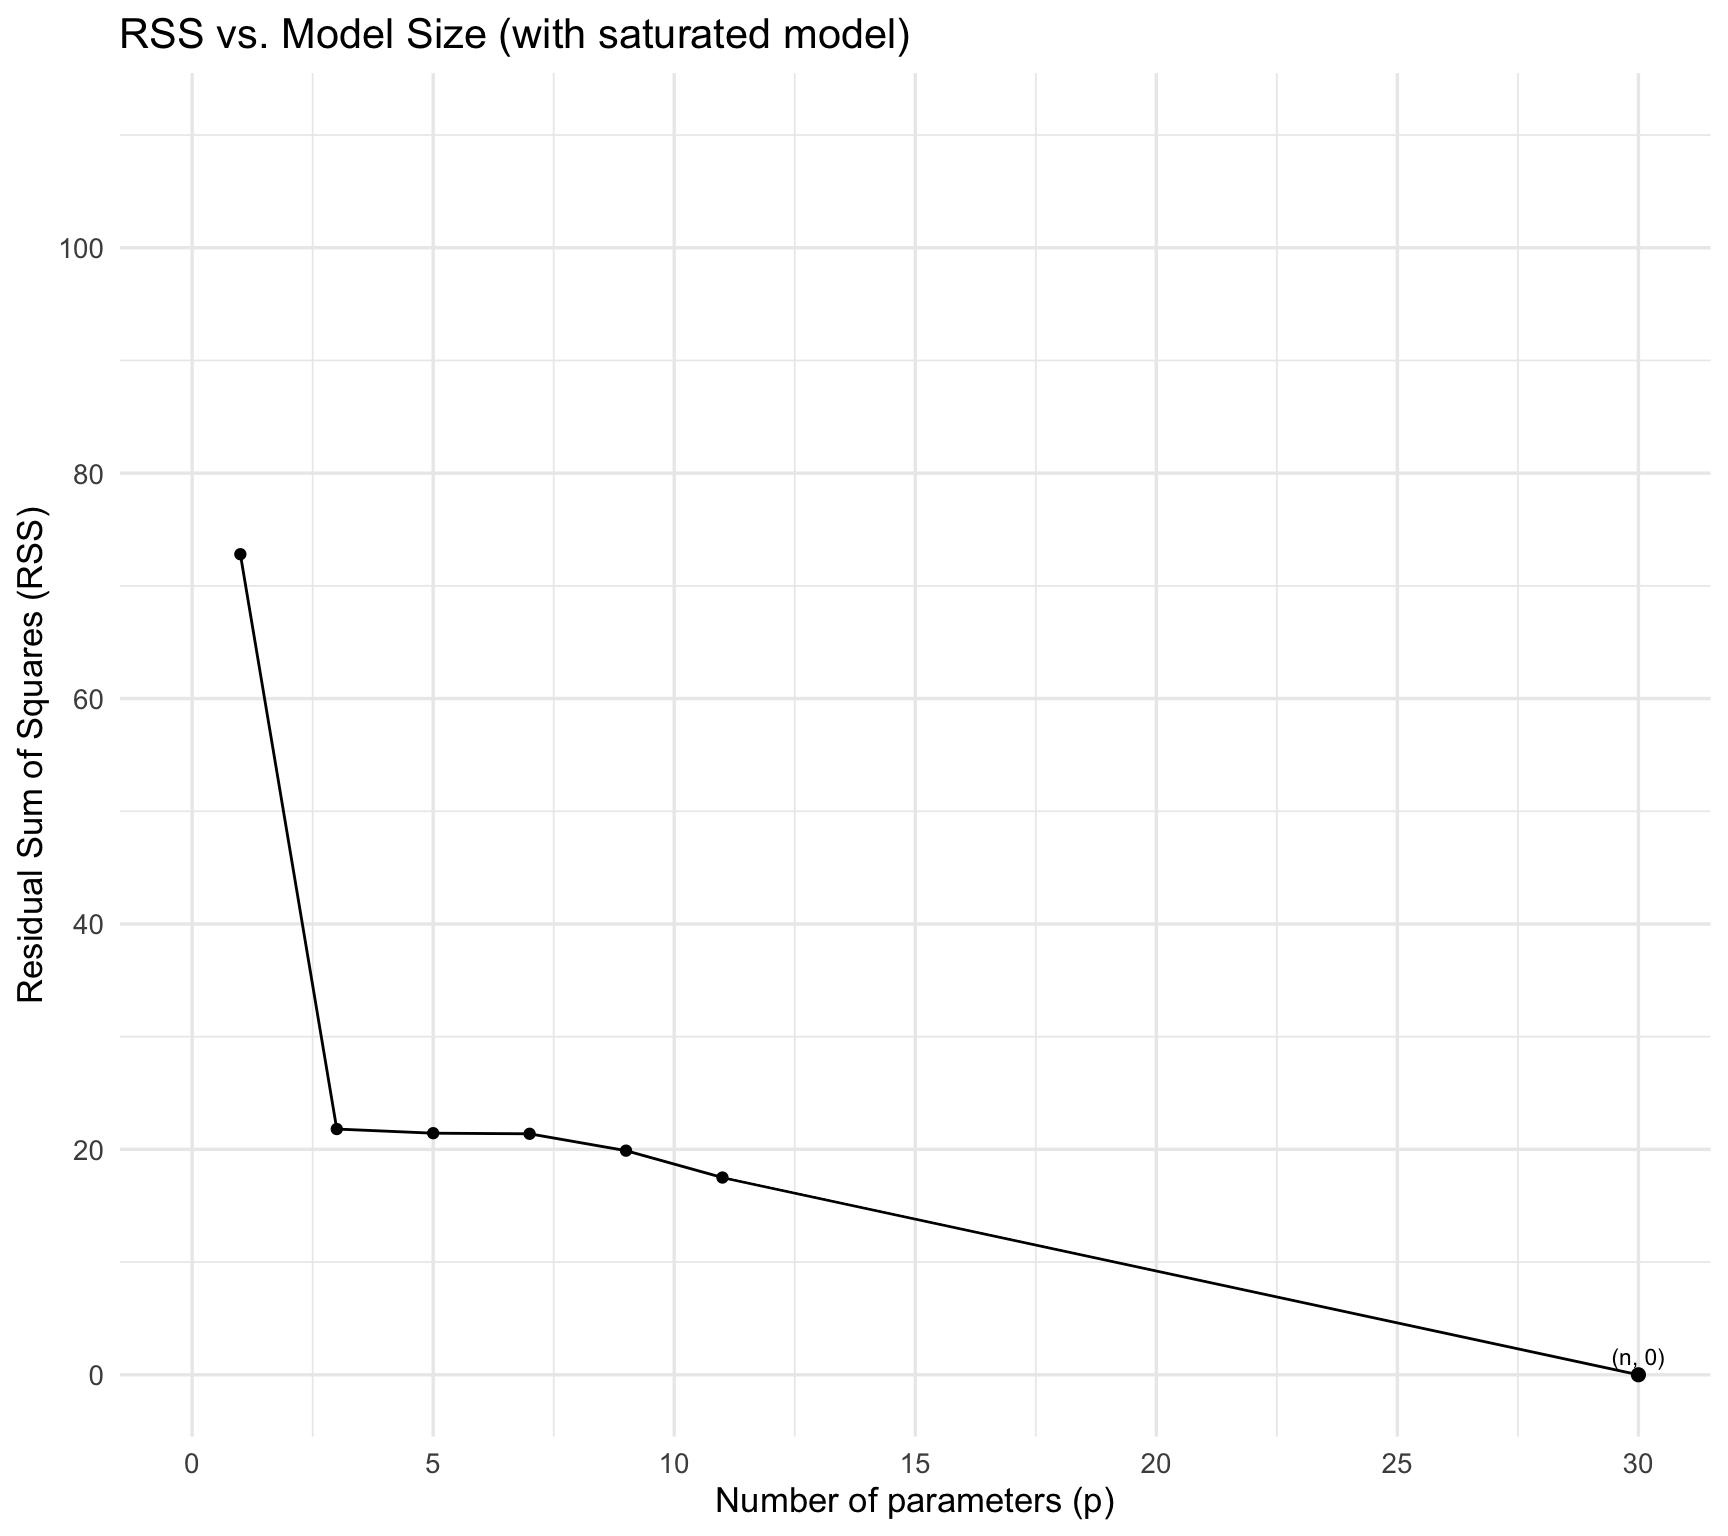 RSS vs. Model Size (with saturated model)
Residual Sum of Squares (RSS)
100
80
60
40
20
0
(n, 0)
0 5 10 15 20 25 30
Number of parameters (p)